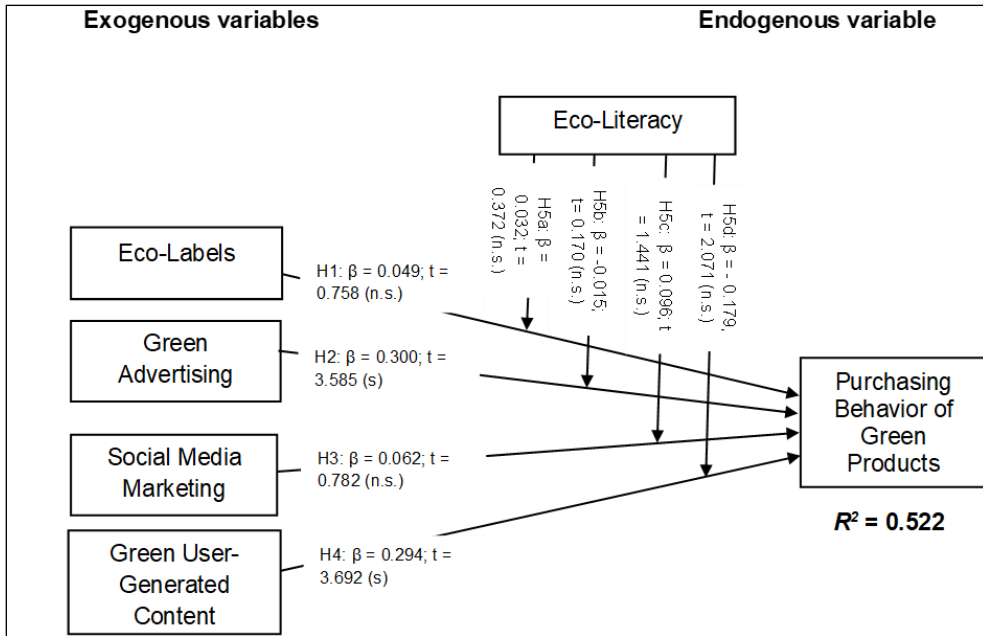 Exogenous variables
Endogenous variable
Eco-Literacy
H5a: β =
0.032; t =
0.372 (n.s.)
H5b: β = -0.015;
t= 0.170 (n.s.)
H5c: β = 0.096; t
= 1.441 (n.s.)
H5d: β = - 0.179,
t = 2.071 (n.s.)
Eco-Labels
H1: β = 0.049; t =
0.758 (n.s.)
Green
Advertising
H2: β = 0.300; t =
3.585 (s)
Social Media
Marketing
H3: β = 0.062; t =
0.782 (n.s.)
Green User-
Generated
Content
H4: β = 0.294; t =
3.692 (s)
Purchasing
Behavior of
Green
Products
R² = 0.522